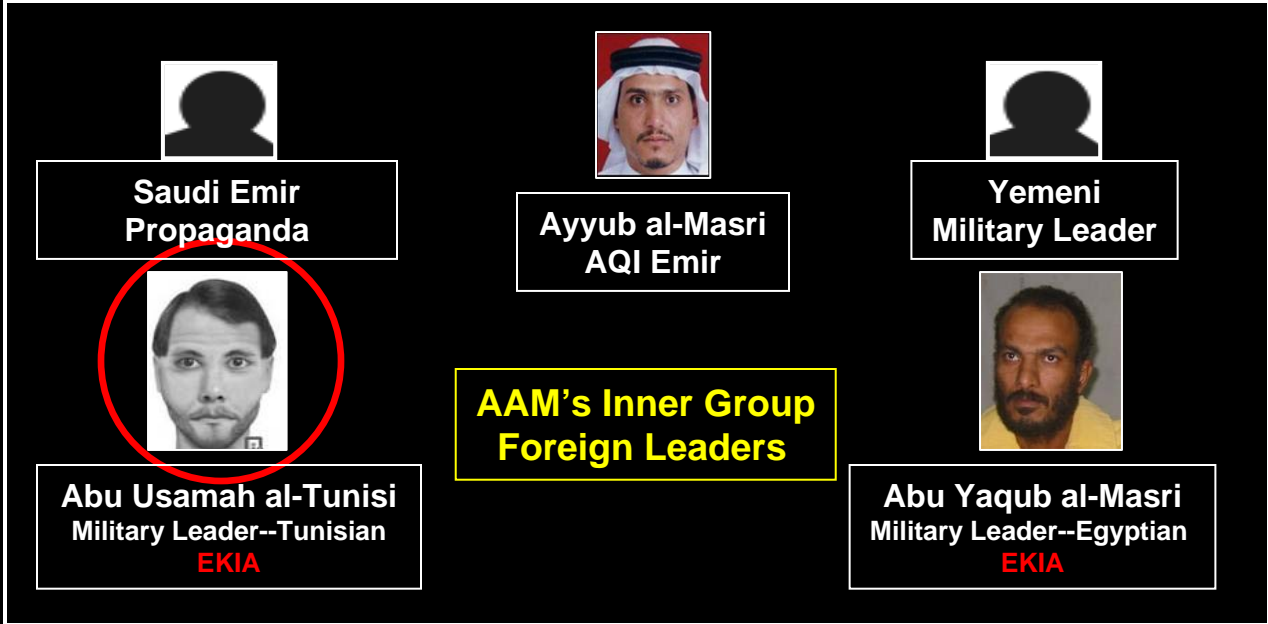 Saudi Emir
Propaganda
Ayyub al-Masri
AQI Emir
Yemeni
Military Leader
AAM’s Inner Group
Foreign Leaders
Abu Usamah al-Tunisi
Military Leader--Tunisian
EKIA
Abu Yaqub al-Masri
Military Leader--Egyptian
EKIA